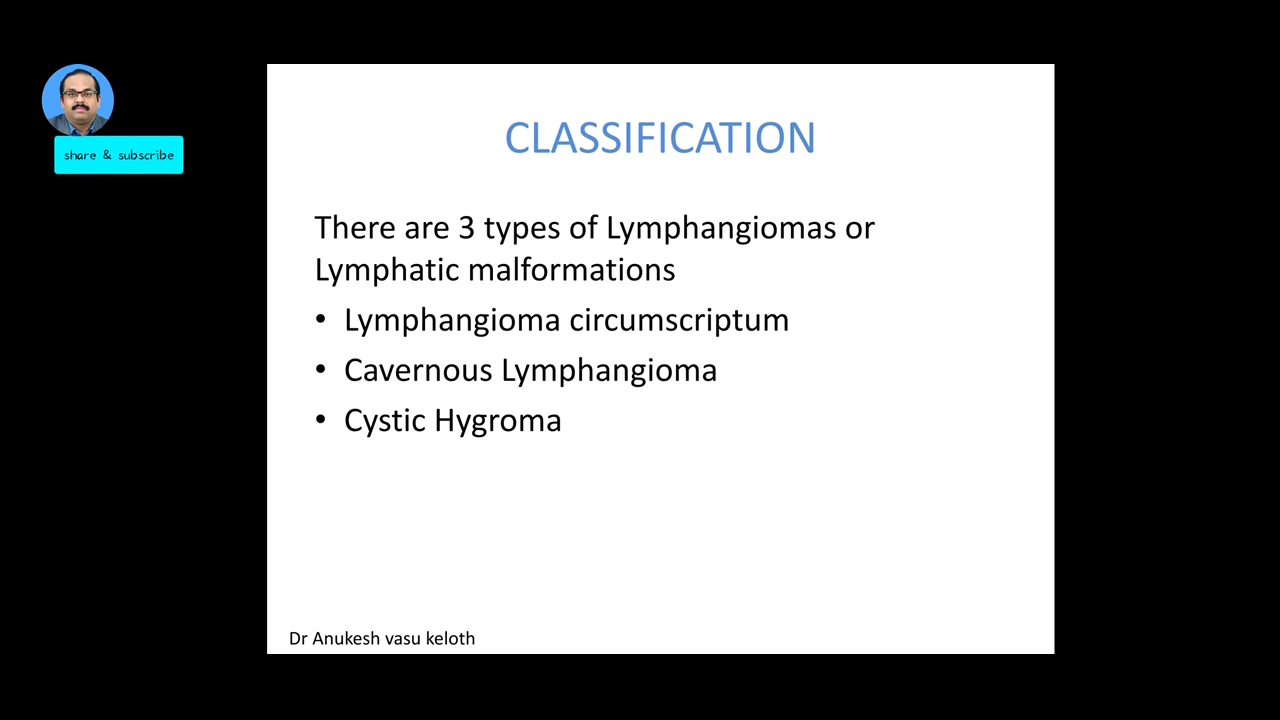 share & subscribe
CLASSIFICATION
There are 3 types of Lymphangiomas or
Lymphatic malformations
• Lymphangioma circumscriptum
• Cavernous Lymphangioma
• Cystic Hygroma
Dr Anukesh vasu keloth